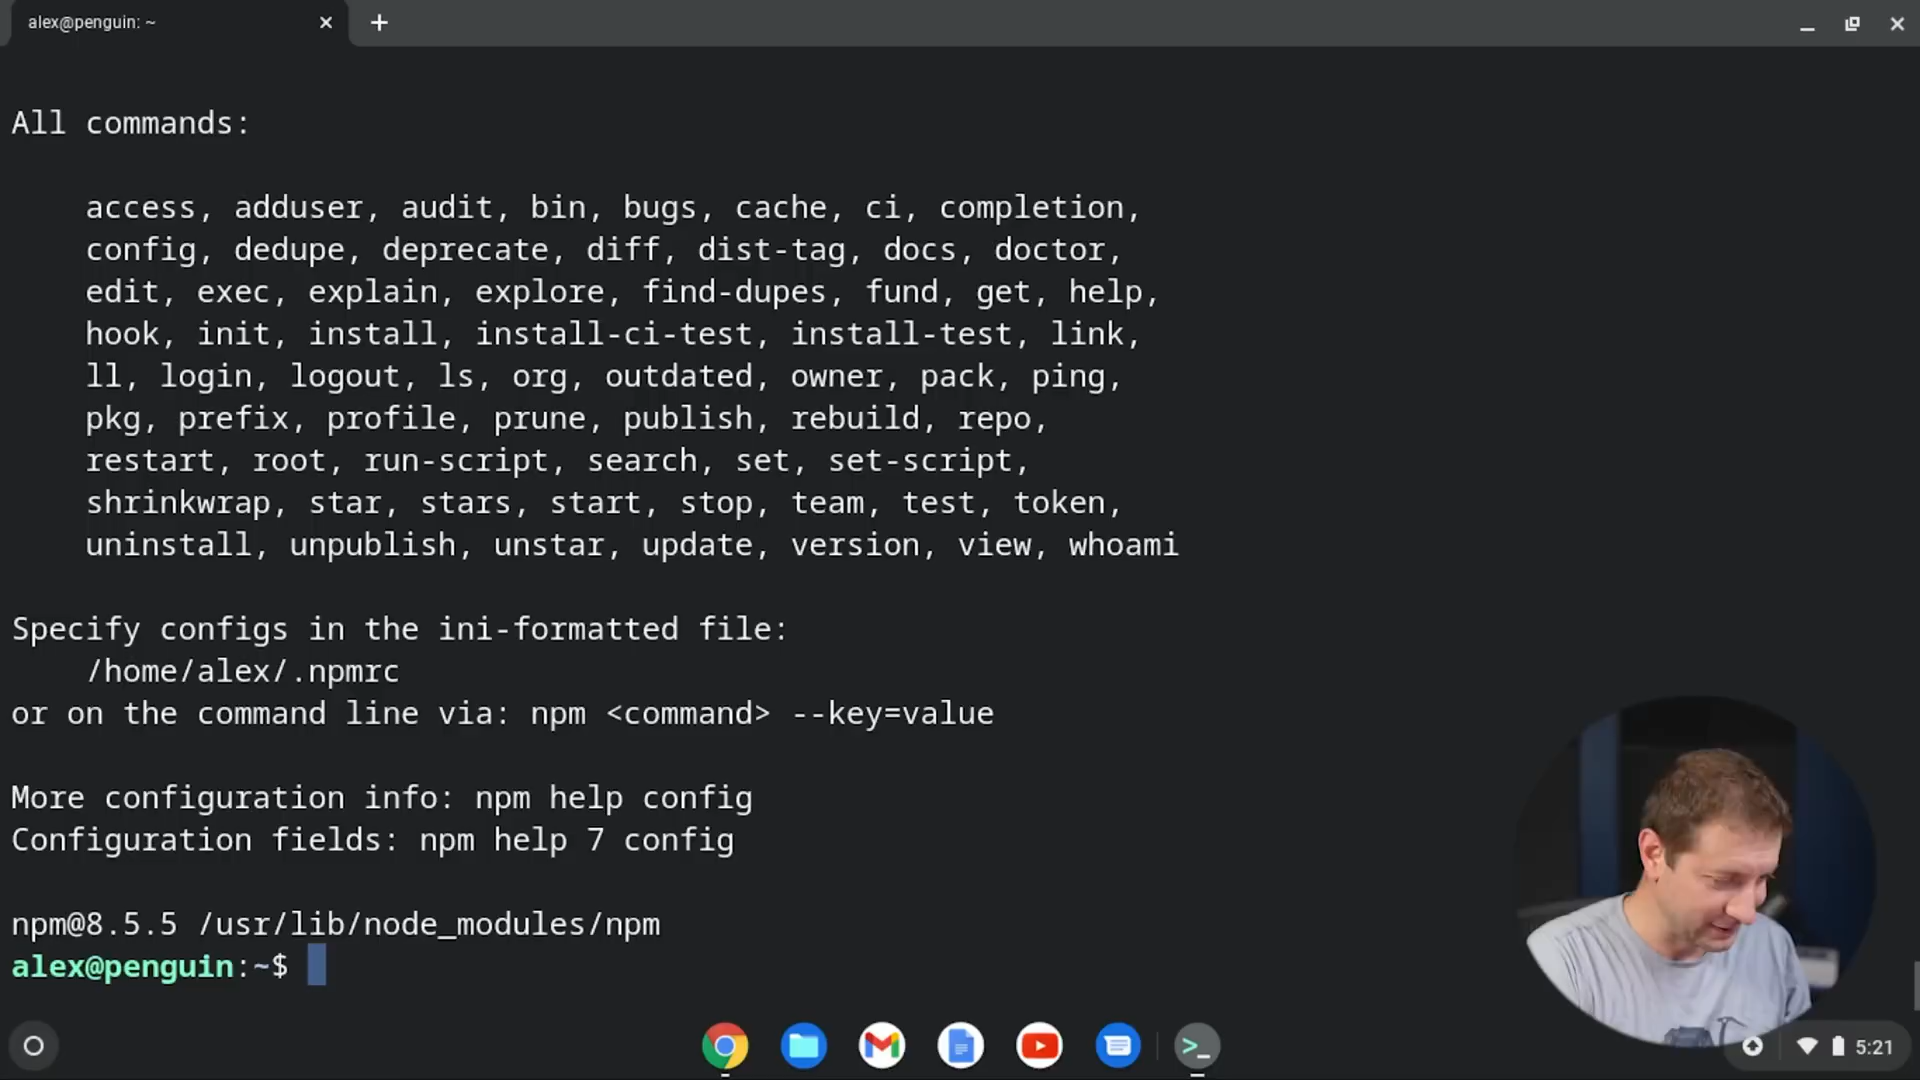 alex@penguin: ~
All commands:
access, adduser, audit, bin, bugs, cache, ci, completion,
config, dedupe, deprecate, diff, dist-tag, docs, doctor,
edit, exec, explain, explore, find-dupes, fund, get, help,
hook, init, install, install-ci-test, install-test, link,
ll, login, logout, ls, org, outdated, owner, pack, ping,
pkg, prefix, profile, prune, publish, rebuild, repo,
restart, root, run-script, search, set, set-script,
shrinkwrap, star, stars, start, stop, team, test, token,
uninstall, unpublish, unstar, update, version, view, whoami
Specify configs in the ini-formatted file:
/home/alex/.npmrc
or on the command line via: npm <command> --key=value
More configuration info: npm help config
Configuration fields: npm help 7 config
npm@8.5.5 /usr/lib/node_modules/npm
alex@penguin:~$
5:21